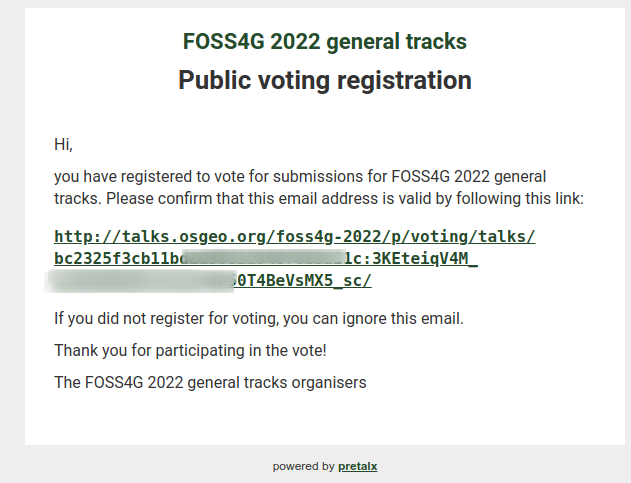 FOSS4G 2022 general tracks
Public voting registration
Hi,
you have registered to vote for submissions for FOSS4G 2022 general
tracks. Please confirm that this email address is valid by following this link:
http://talks.osgeo.org/foss4g-2022/p/voting/talks/
bc2325f3cb11bd 1c:3KEteiqV4M_
0T4BeVsMX5_sc/
If you did not register for voting, you can ignore this email.
Thank you for participating in the vote!
The FOSS4G 2022 general tracks organisers
powered by pretalx